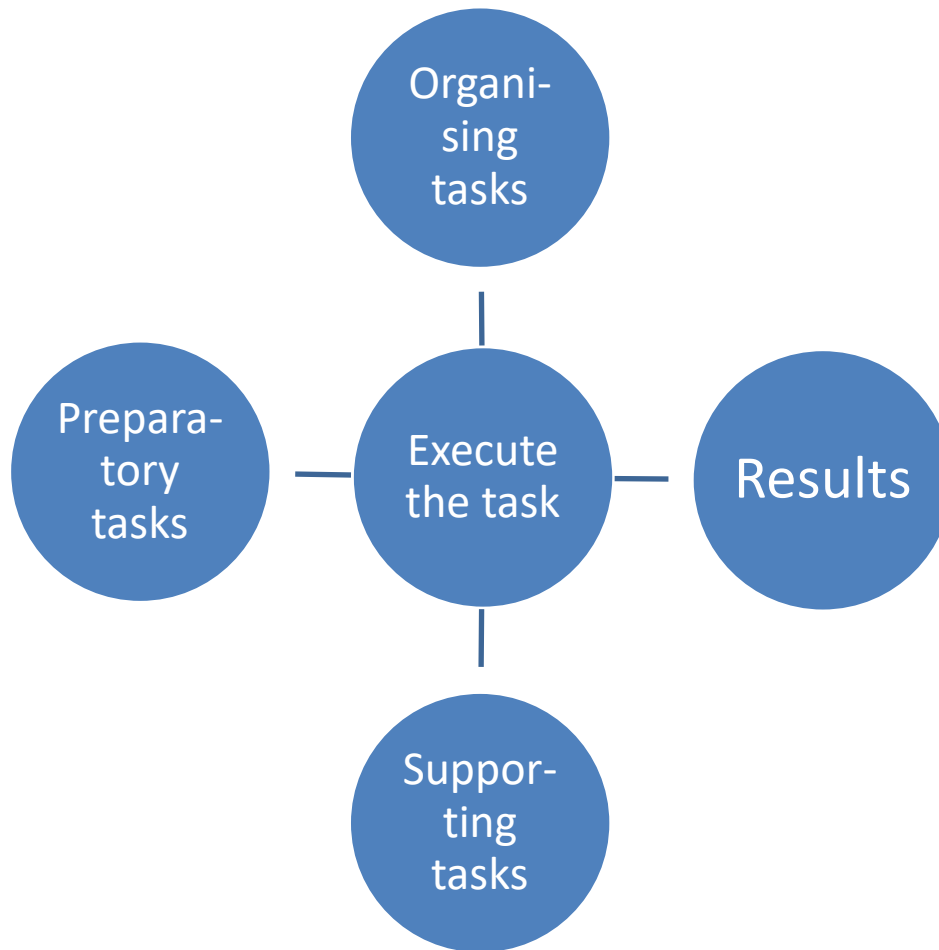 Organi-
sing
tasks
Prepara-
tory
tasks
Execute
the task
Results
Suppor-
ting
tasks